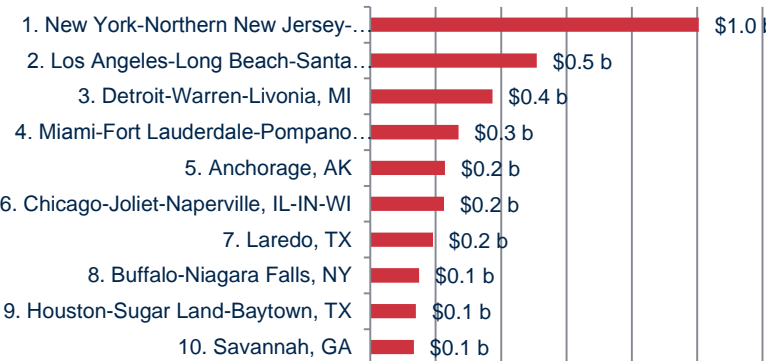 1. New York-Northern New Jersey-… $1.0 b
2. Los Angeles-Long Beach-Santa… $0.5 b
3. Detroit-Warren-Livonia, MI $0.4 b
4. Miami-Fort Lauderdale-Pompano… $0.3 b
5. Anchorage, AK $0.2 b
6. Chicago-Joliet-Naperville, IL-IN-WI $0.2 b
7. Laredo, TX $0.2 b
8. Buffalo-Niagara Falls, NY $0.1 b
9. Houston-Sugar Land-Baytown, TX $0.1 b
10. Savannah, GA $0.1 b